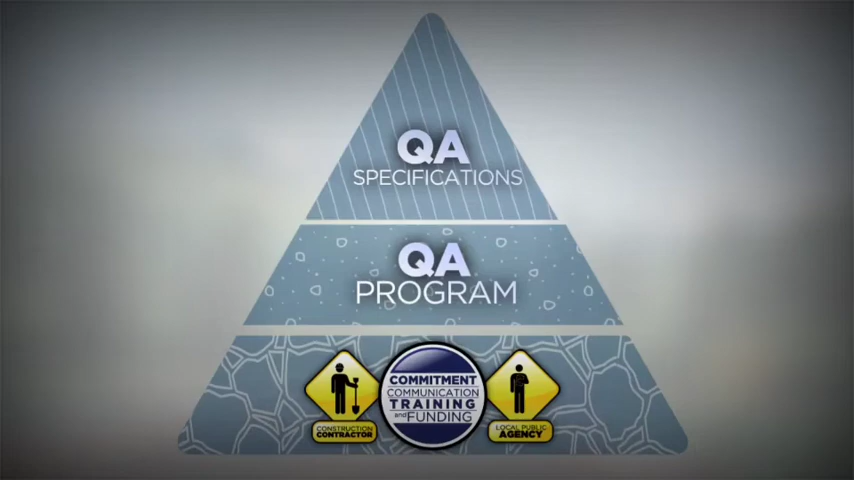 QA
SPECIFICATIONS
QA
PROGRAM
COMMITMENT
COMMUNICATION
TRAINING
and FUNDING
CONSTRUCTION
CONTRACTOR
LOCAL PUBLIC
AGENCY